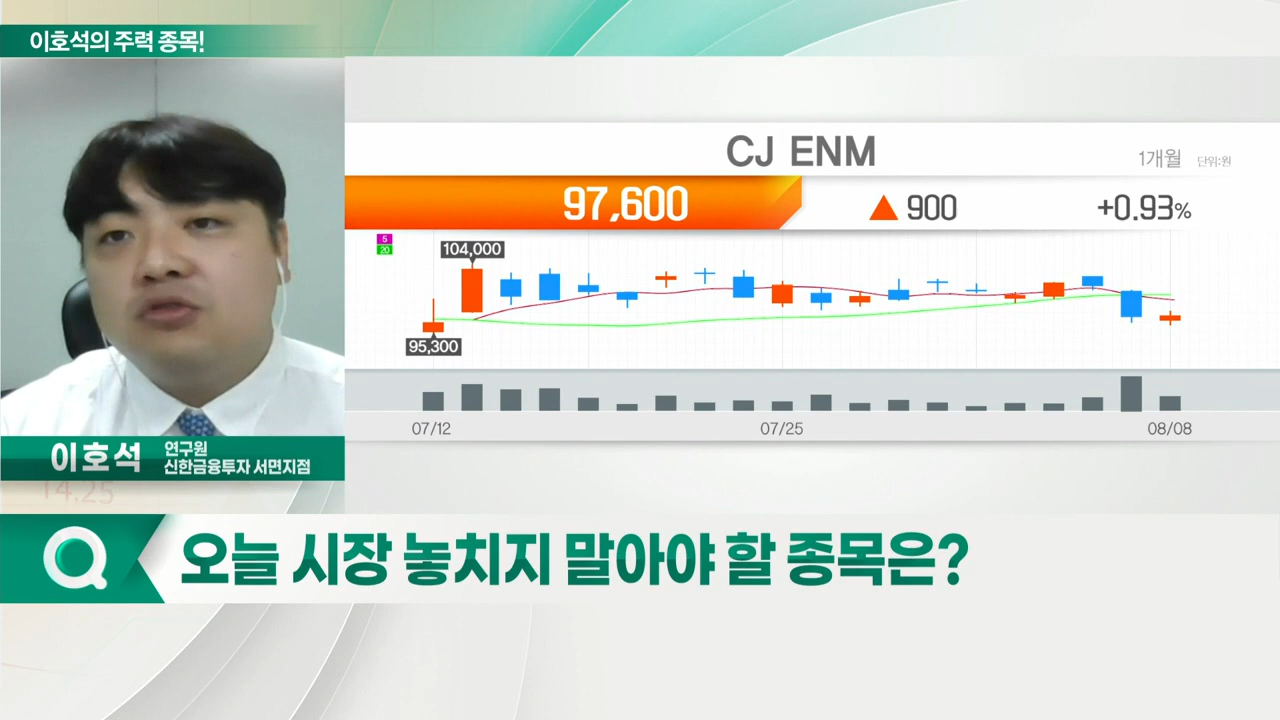 이호석의 주력 종목!
CJ ENM
1개월 단위:원
97,600
▲ 900
+0.93%
5
20
104,000
95,300
07/12
07/25
08/08
이호석
연구원
신한금융투자 서면지점
14.25
Q
오늘 시장 놓치지 말아야 할 종목은?